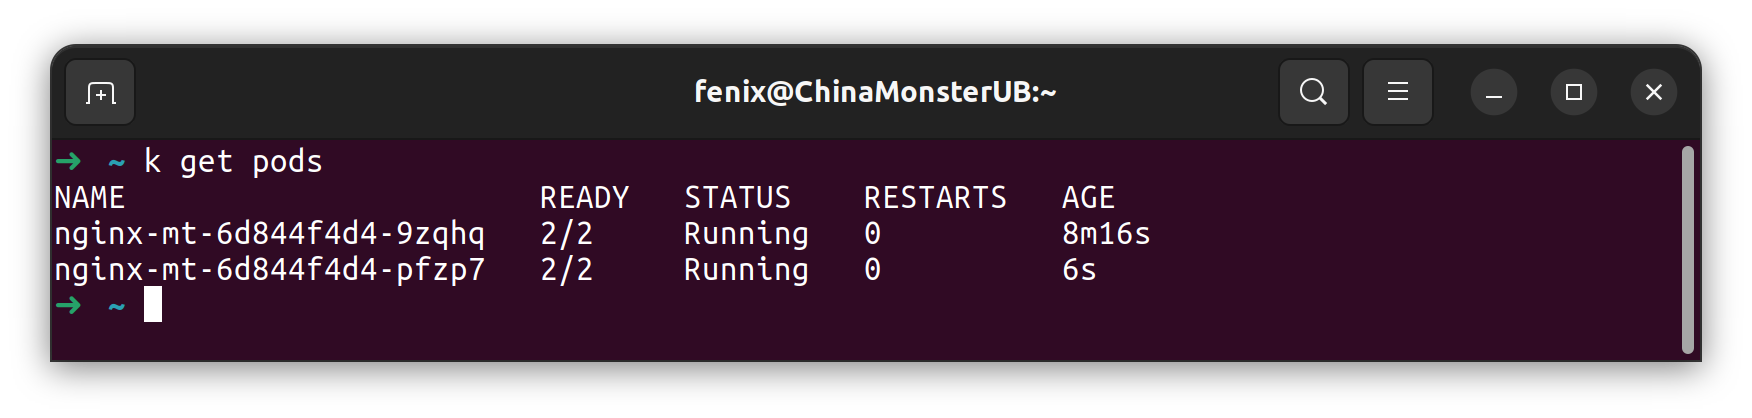 fenix@ChinaMonsterUB:~
➜ ~ k get pods
NAME READY STATUS RESTARTS AGE
nginx-mt-6d844f4d4-9zqhq 2/2 Running 0 8m16s
nginx-mt-6d844f4d4-pfzp7 2/2 Running 0 6s
➜ ~